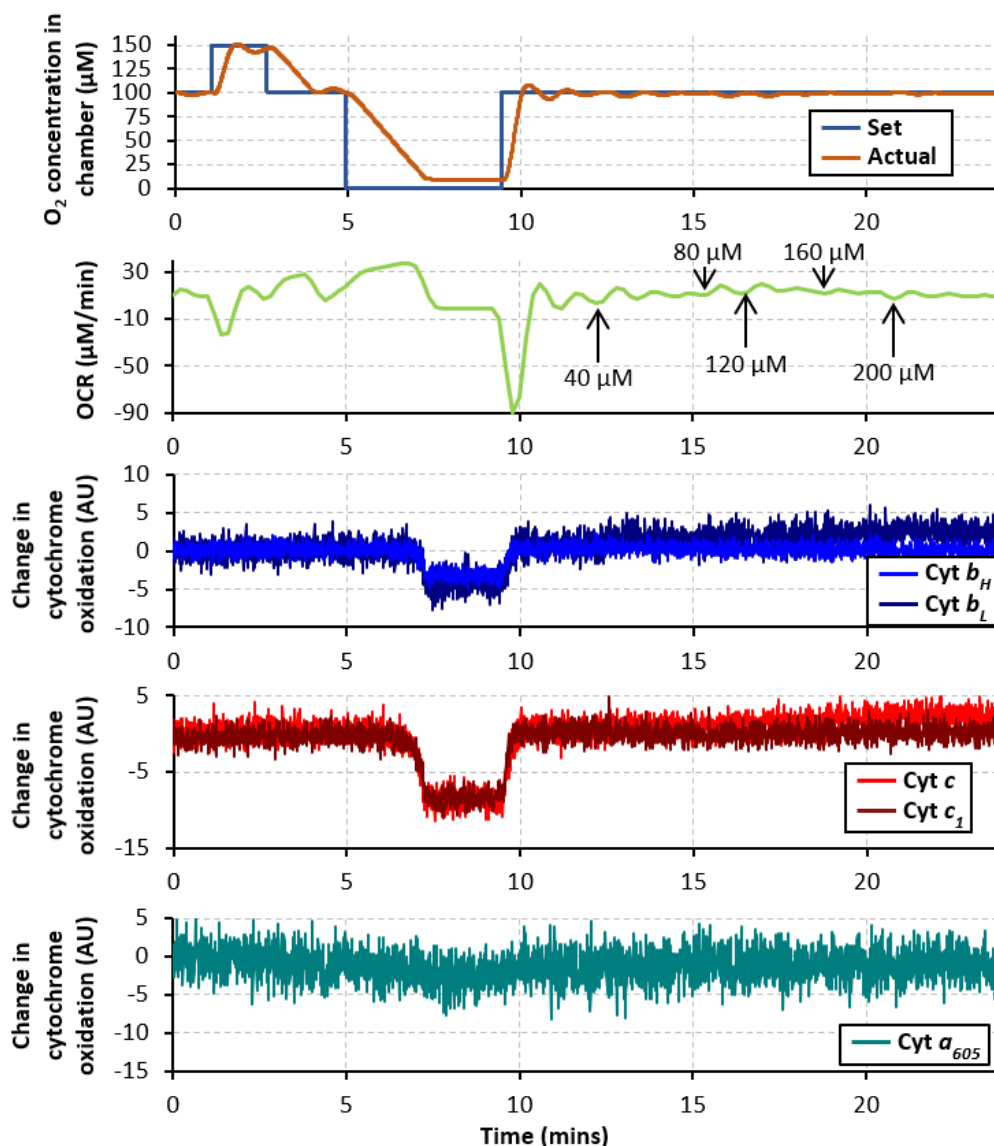 O2 concentration in
chamber (µM)
150
125
100
75
50
25
0
Set
Actual
0 5 10 15 20
OCR (µM/min)
30
-10
-50
-90
80 µM
160 µM
40 µM
120 µM
200 µM
0 5 10 15 20
Change in
cytochrome
oxidation (AU)
10
5
0
-5
-10
Cyt bH
Cyt bL
0 5 10 15 20
Change in
cytochrome
oxidation (AU)
5
-5
-15
Cyt c
Cyt c1
0 5 10 15 20
Change in
cytochrome
oxidation (AU)
5
0
-5
-10
-15
Cyt a605
0 5 10 15 20
Time (mins)